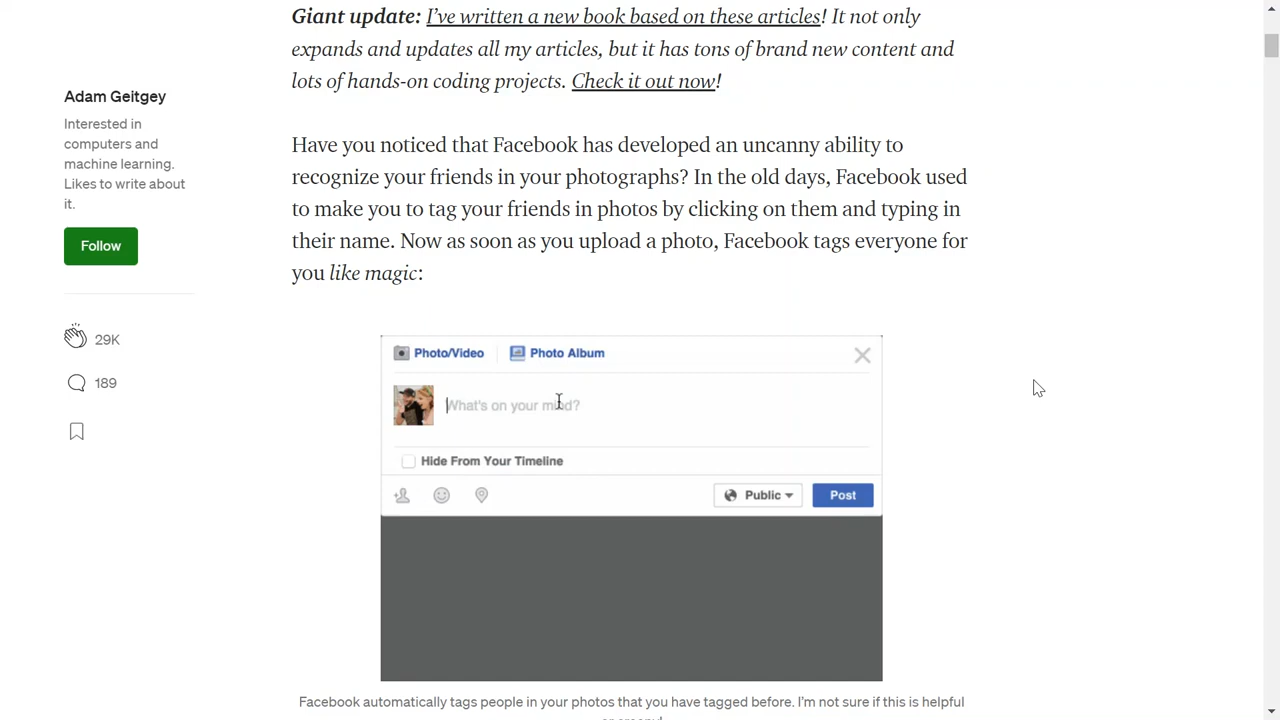 Giant update: I've written a new book based on these articles! It not only
expands and updates all my articles, but it has tons of brand new content and
lots of hands-on coding projects. Check it out now!
Adam Geitgey
Interested in
computers and
machine learning.
Likes to write about
it.
Follow
29K
189
Have you noticed that Facebook has developed an uncanny ability to
recognize your friends in your photographs? In the old days, Facebook used
to make you to tag your friends in photos by clicking on them and typing in
their name. Now as soon as you upload a photo, Facebook tags everyone for
you like magic:
Photo/Video Photo Album
What's on your mind?
Hide From Your Timeline
Public Post
Facebook automatically tags people in your photos that you have tagged before. I'm not sure if this is helpful